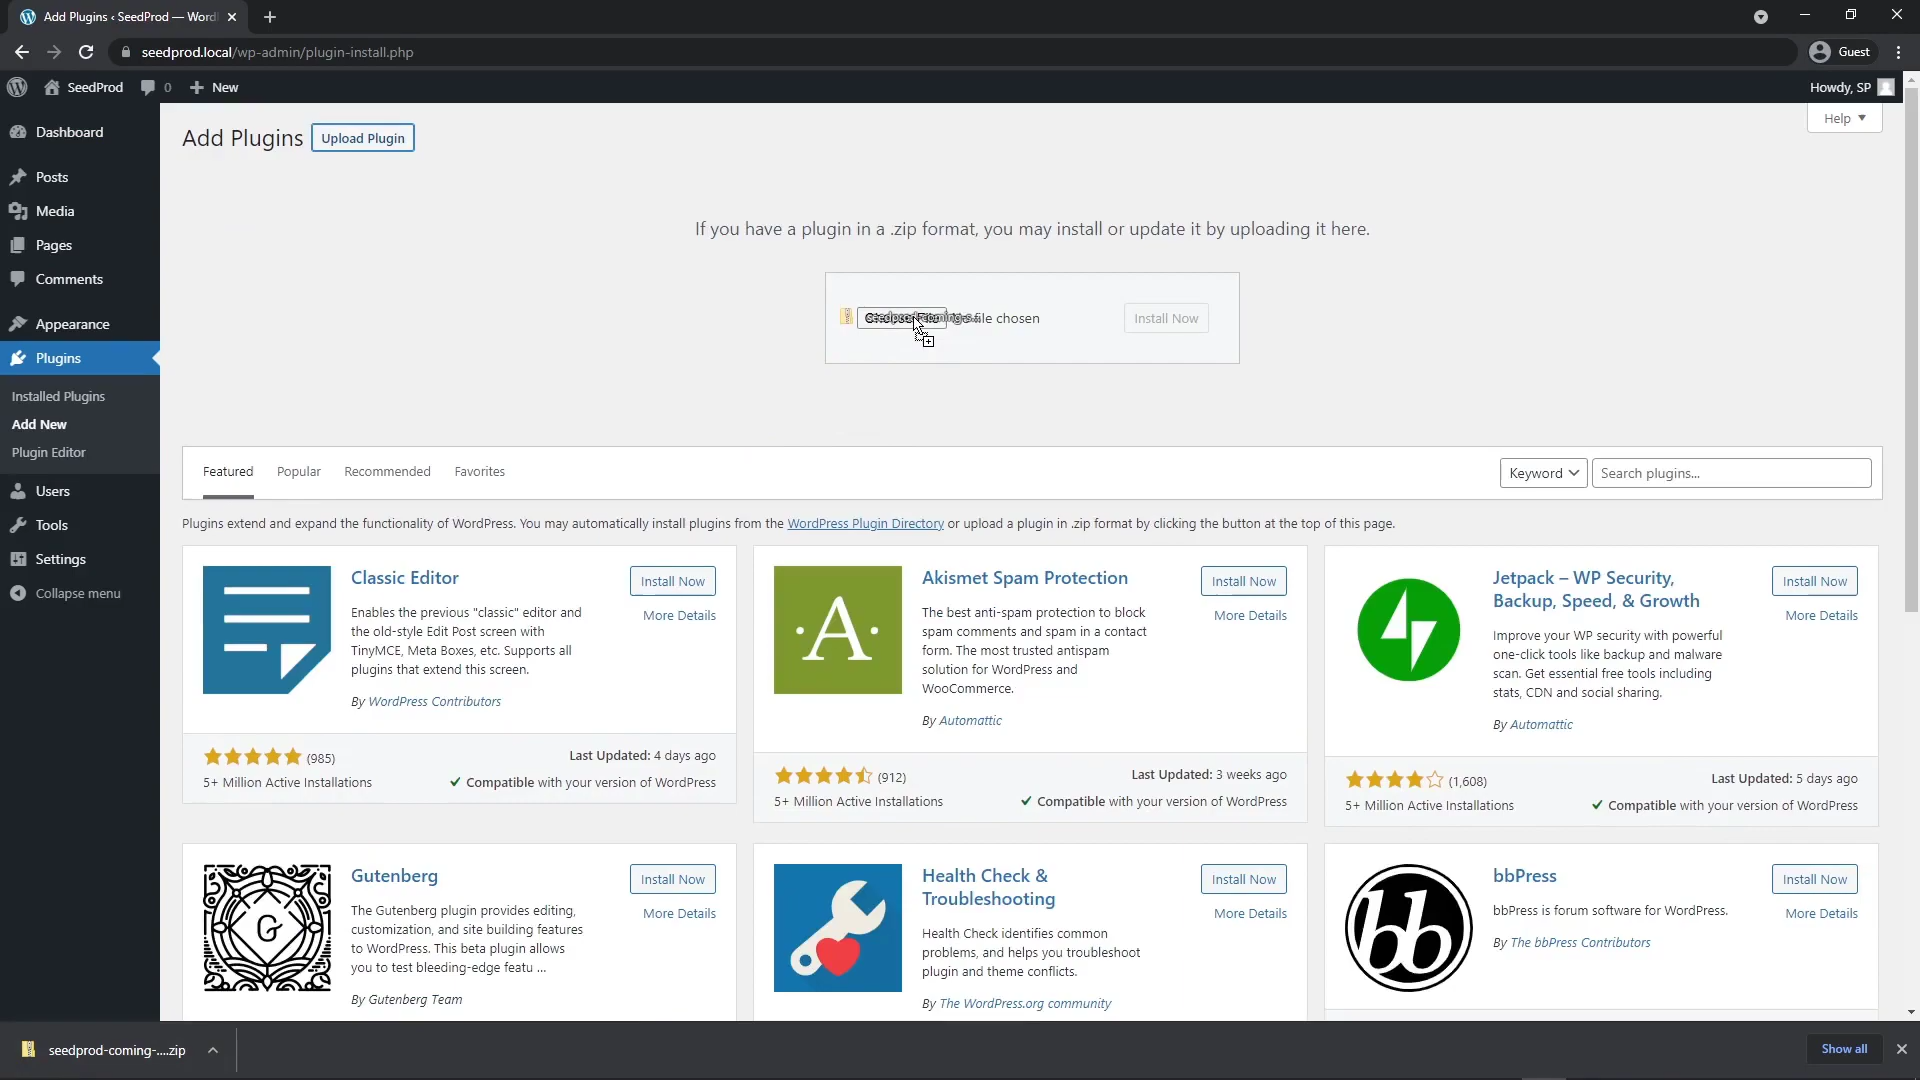 Add Plugins ‹ SeedProd — Word
seedprod.local/wp-admin/plugin-install.php
Guest
SeedProd
0
New
Howdy, SP
Dashboard
Posts
Media
Pages
Comments
Appearance
Plugins
Installed Plugins
Add New
Plugin Editor
Users
Tools
Settings
Collapse menu
Add Plugins
Upload Plugin
Help
If you have a plugin in a .zip format, you may install or update it by uploading it here.
file chosen
Install Now
Featured
Popular
Recommended
Favorites
Keyword
Search plugins...
Plugins extend and expand the functionality of WordPress. You may automatically install plugins from the WordPress Plugin Directory or upload a plugin in .zip format by clicking the button at the top of this page.
Classic Editor
Install Now
More Details
Enables the previous "classic" editor and
the old-style Edit Post screen with
TinyMCE, Meta Boxes, etc. Supports all
plugins that extend this screen.
By WordPress Contributors
(985)
Last Updated: 4 days ago
5+ Million Active Installations
Compatible with your version of WordPress
A
Akismet Spam Protection
Install Now
More Details
The best anti-spam protection to block
spam comments and spam in a contact
form. The most trusted antispam
solution for WordPress and
WooCommerce.
By Automattic
(912)
Last Updated: 3 weeks ago
5+ Million Active Installations
Compatible with your version of WordPress
Jetpack – WP Security,
Backup, Speed, & Growth
Install Now
More Details
Improve your WP security with powerful
one-click tools like backup and malware
scan. Get essential free tools including
stats, CDN and social sharing.
By Automattic
(1,608)
Last Updated: 5 days ago
5+ Million Active Installations
Compatible with your version of WordPress
G
Gutenberg
Install Now
More Details
The Gutenberg plugin provides editing,
customization, and site building features
to WordPress. This beta plugin allows
you to test bleeding-edge featu ...
By Gutenberg Team
Health Check &
Troubleshooting
Install Now
More Details
Health Check identifies common
problems, and helps you troubleshoot
plugin and theme conflicts.
By The WordPress.org community
bb
bbPress
Install Now
More Details
bbPress is forum software for WordPress.
By The bbPress Contributors
seedprod-coming-....zip
Show all